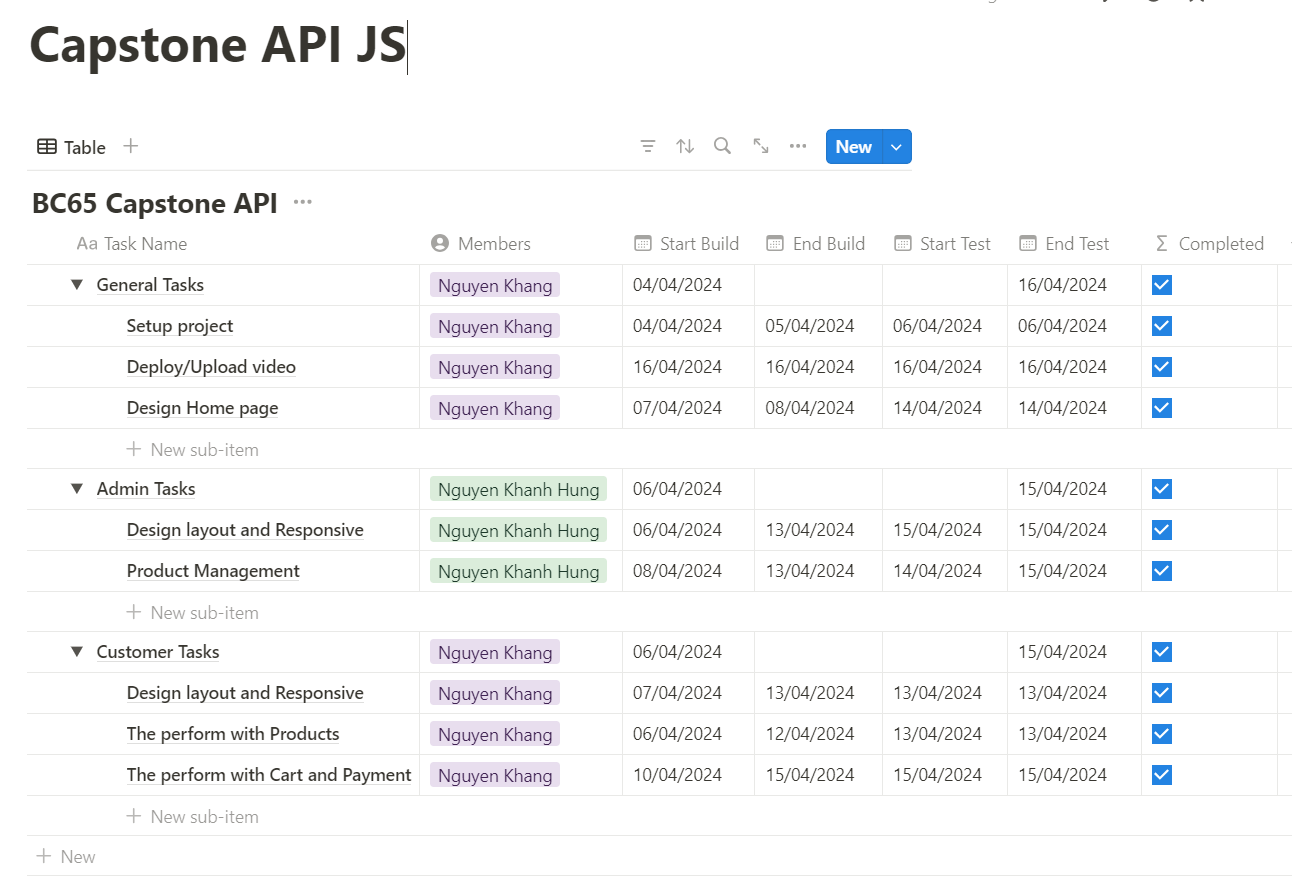 Capstone API JS
Table
New
BC65 Capstone API
Aa Task Name Members Start Build End Build Start Test End Test Σ Completed
General Tasks Nguyen Khang 04/04/2024 16/04/2024
Setup project Nguyen Khang 04/04/2024 05/04/2024 06/04/2024 06/04/2024
Deploy/Upload video Nguyen Khang 16/04/2024 16/04/2024 16/04/2024 16/04/2024
Design Home page Nguyen Khang 07/04/2024 08/04/2024 14/04/2024 14/04/2024
+ New sub-item
Admin Tasks Nguyen Khanh Hung 06/04/2024 15/04/2024
Design layout and Responsive Nguyen Khanh Hung 06/04/2024 13/04/2024 15/04/2024 15/04/2024
Product Management Nguyen Khanh Hung 08/04/2024 13/04/2024 14/04/2024 15/04/2024
+ New sub-item
Customer Tasks Nguyen Khang 06/04/2024 15/04/2024
Design layout and Responsive Nguyen Khang 07/04/2024 13/04/2024 13/04/2024 13/04/2024
The perform with Products Nguyen Khang 06/04/2024 12/04/2024 13/04/2024 13/04/2024
The perform with Cart and Payment Nguyen Khang 10/04/2024 15/04/2024 15/04/2024 15/04/2024
+ New sub-item
+ New